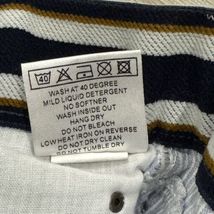 40
WASH AT 40 DEGREE
MILD LIQUID DETERGENT
NO SOFTNER
WASH INSIDE OUT
HANG DRY
DO NOT BLEACH
LOW HEAT IRON ON REVERSE
DO NOT DRY CLEAN
DO NOT TUMBLE DRY